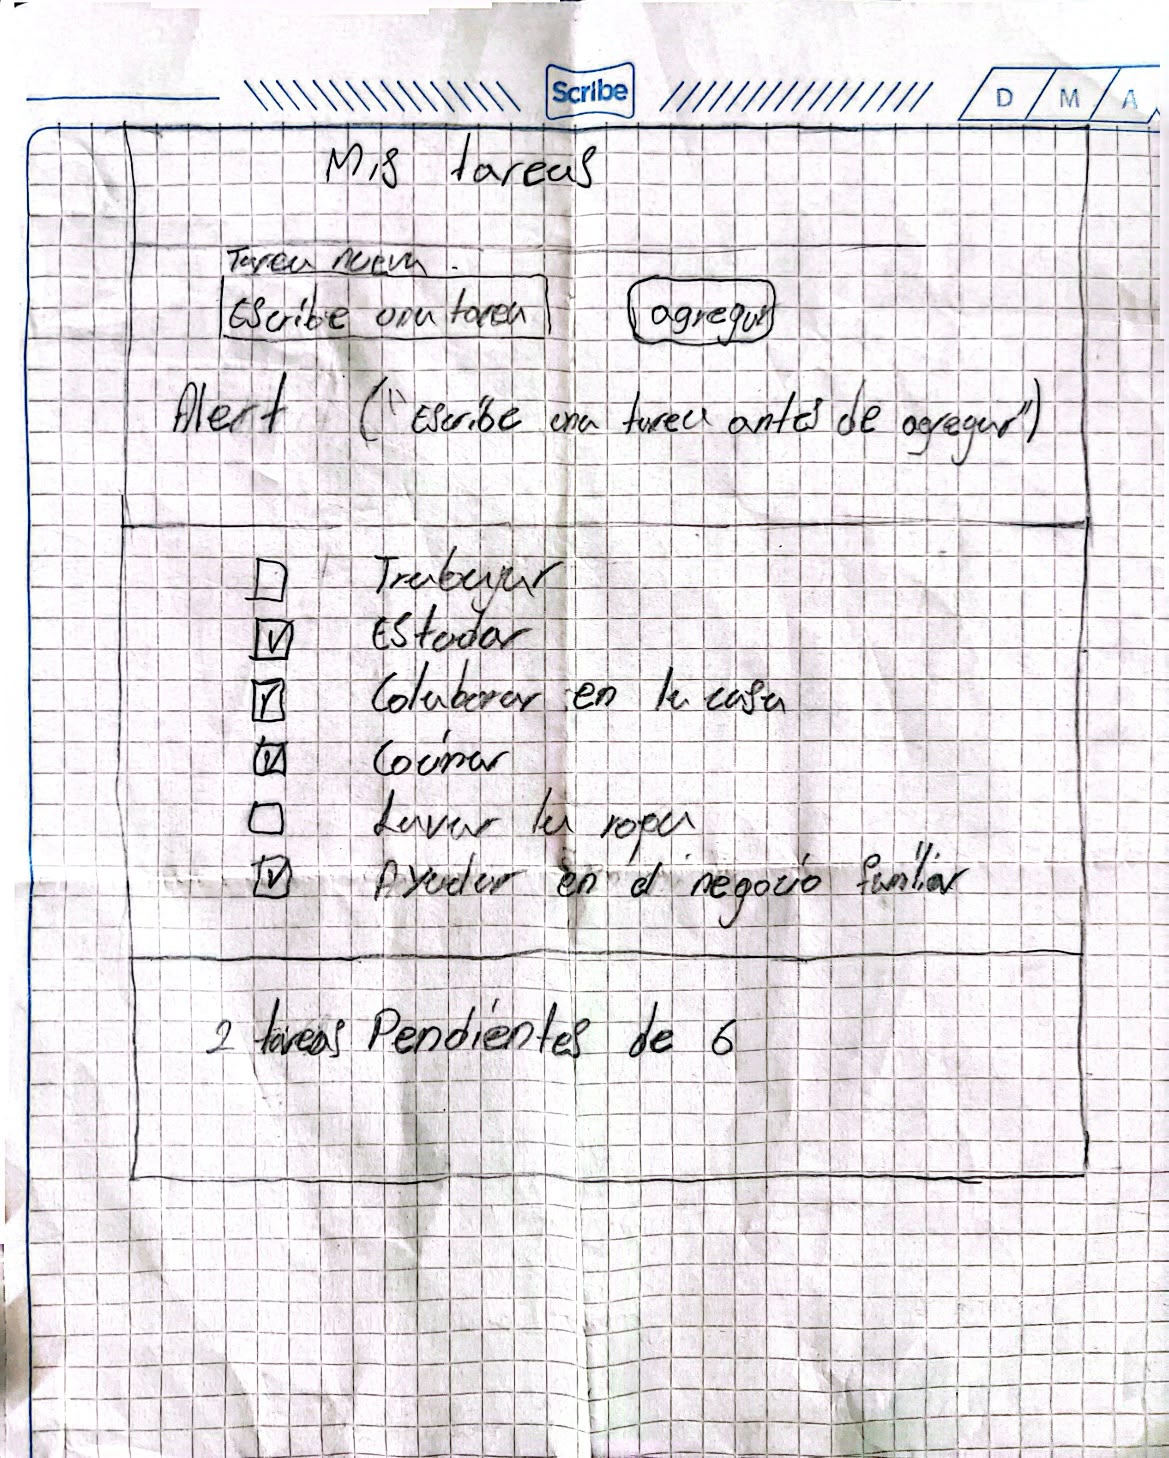 Scribe
D M A
Mis tareas
Tarea nueva.
Escribe una tarea
agregar
Alert ("Escribe una tarea antes de agregar")
Trabajar
EStudar
Colaborar en la casa
Cocinar
Lavar la ropa
Ayudar en el negocio familiar
2 tareas Pendientes de 6